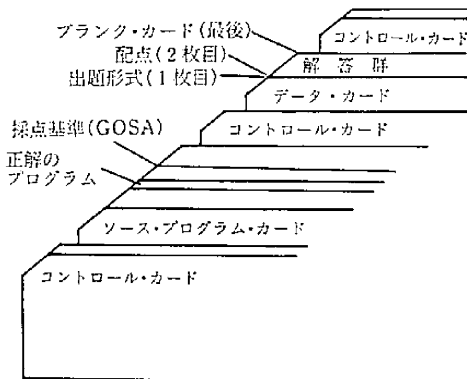 コントロール・カード
ブランク・カード(最後)
配点(2枚目)
解答群
出題形式(1枚目)
データ・カード
採点基準(GOSA)
コントロール・カード
正解の
プログラム
ソース・プログラム・カード
コントロール・カード